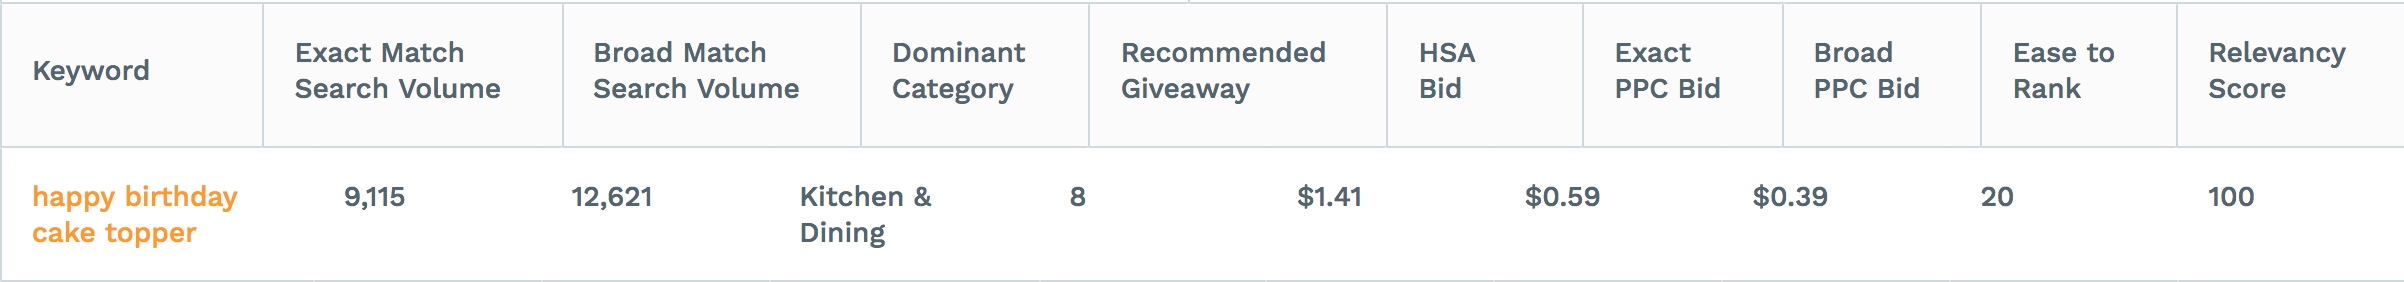 Keyword
Exact Match
Search Volume
Broad Match
Search Volume
Dominant
Category
Recommended
Giveaway
HSA
Bid
Exact
PPC Bid
Broad
PPC Bid
Ease to
Rank
Relevancy
Score
happy birthday
cake topper
9,115
12,621
Kitchen &
Dining
8
$1.41
$0.59
$0.39
20
100